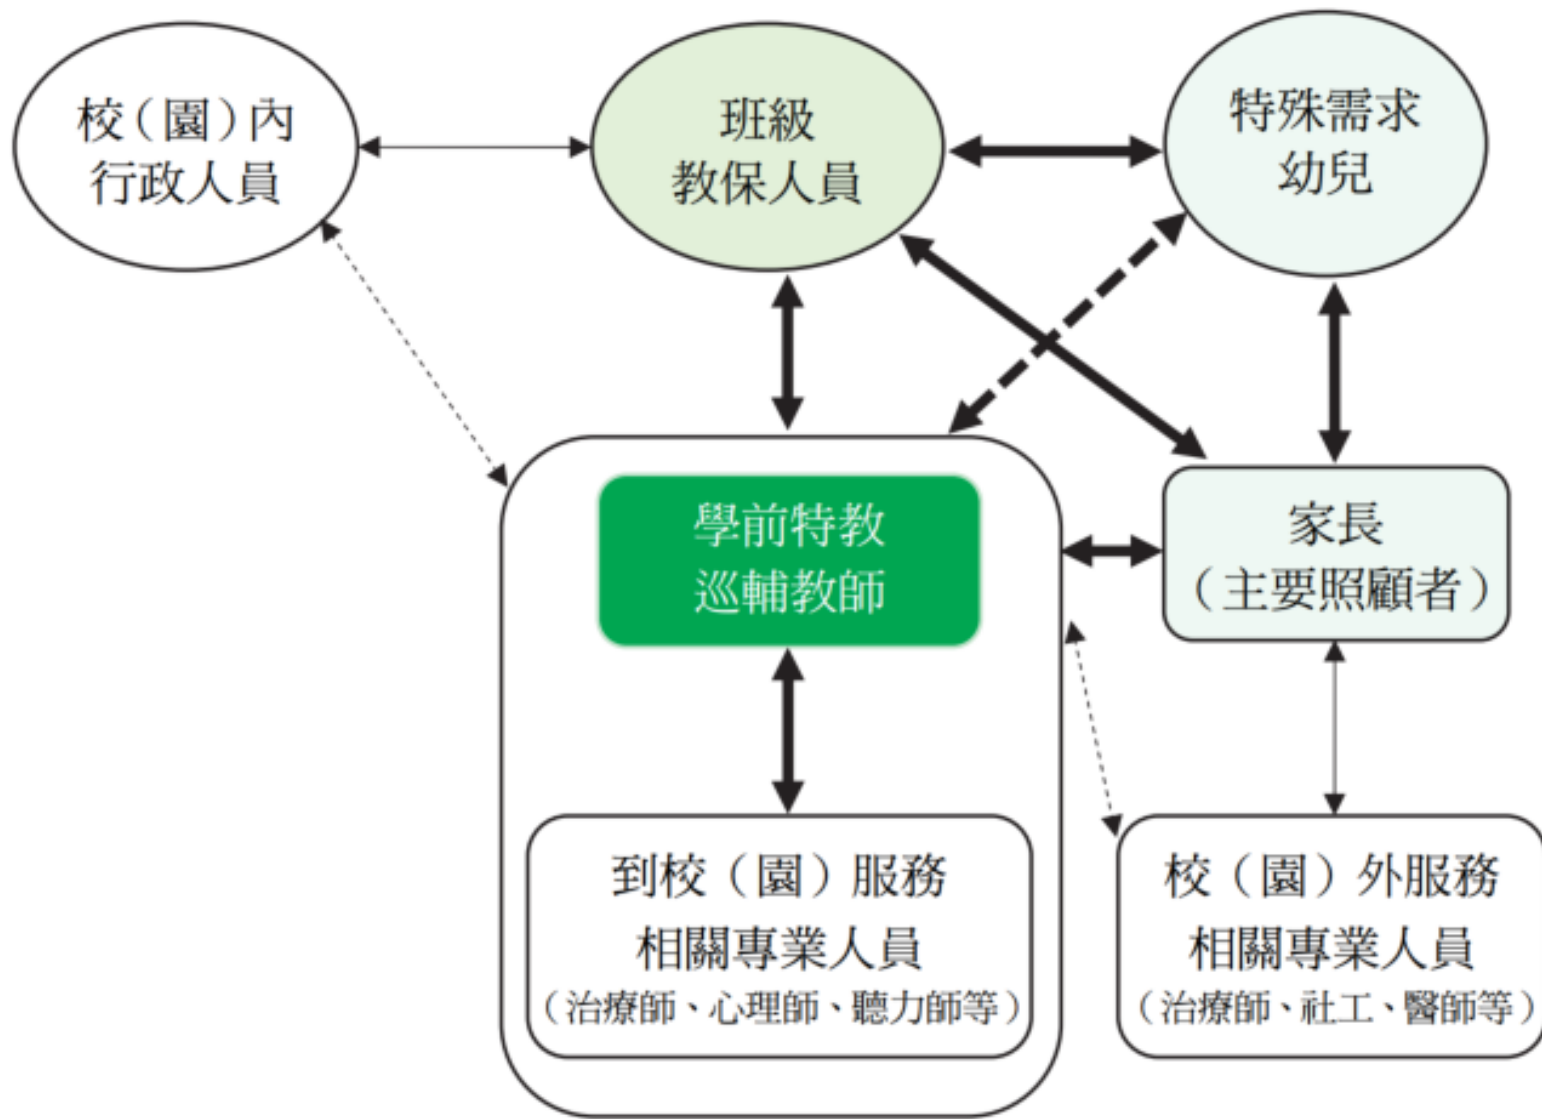 校（園）內
行政人員
班級
教保人員
特殊需求
幼兒
學前特教
巡輔教師
家長
（主要照顧者）
到校（園）服務
相關專業人員
（治療師、心理師、聽力師等）
校（園）外服務
相關專業人員
（治療師、社工、醫師等）